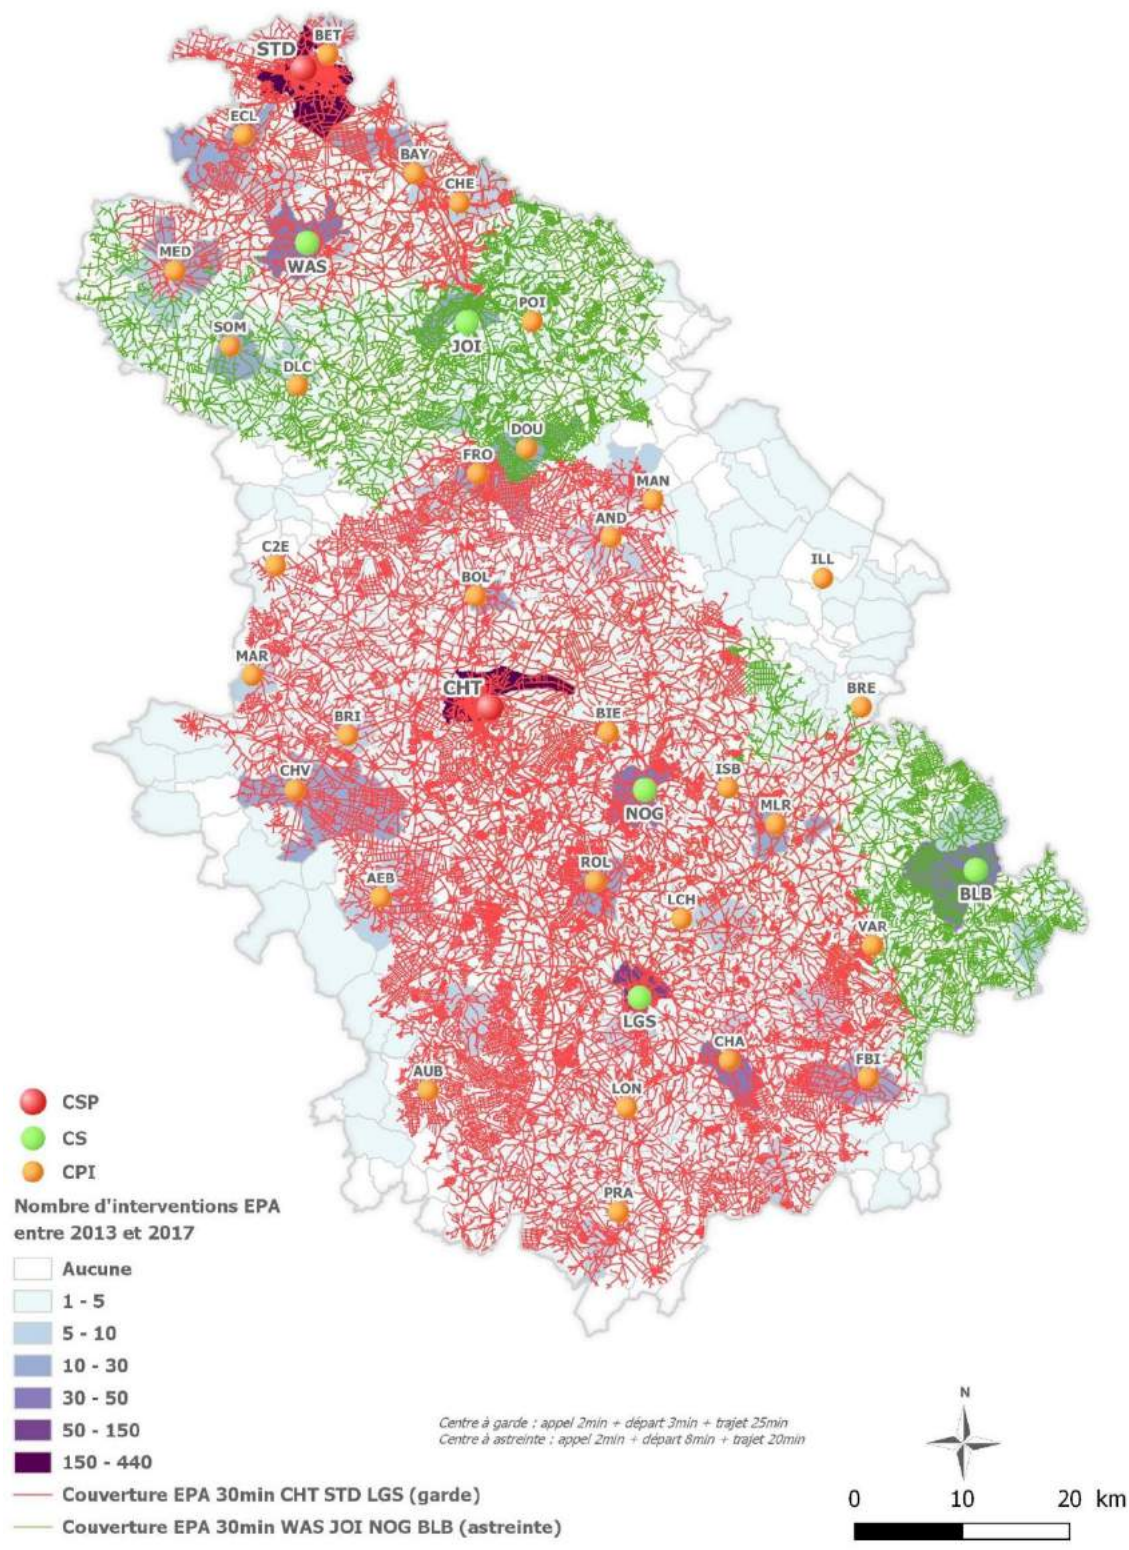 BET
STD
ECL
BAY
CHE
MED
WAS
POI
SOM
JOI
DLC
DOU
FRO
MAN
AND
C2E
ILL
BOL
MAR
CHT
BRE
BRI
BIE
CHV
ISB
NOG
MLR
ROL
AEB
LCH
BLB
VAR
LGS
CHA
FBI
AUB
LON
PRA
CSP
CS
CPI
Nombre d'interventions EPA
entre 2013 et 2017
Aucune
1 - 5
5 - 10
10 - 30
30 - 50
50 - 150
150 - 440
Couverture EPA 30min CHT STD LGS (garde)
Couverture EPA 30min WAS JOI NOG BLB (astreinte)
Centre à garde : appel 2min + départ 3min + trajet 25min
Centre à astreinte : appel 2min + départ 8min + trajet 20min
N
0 10 20 km